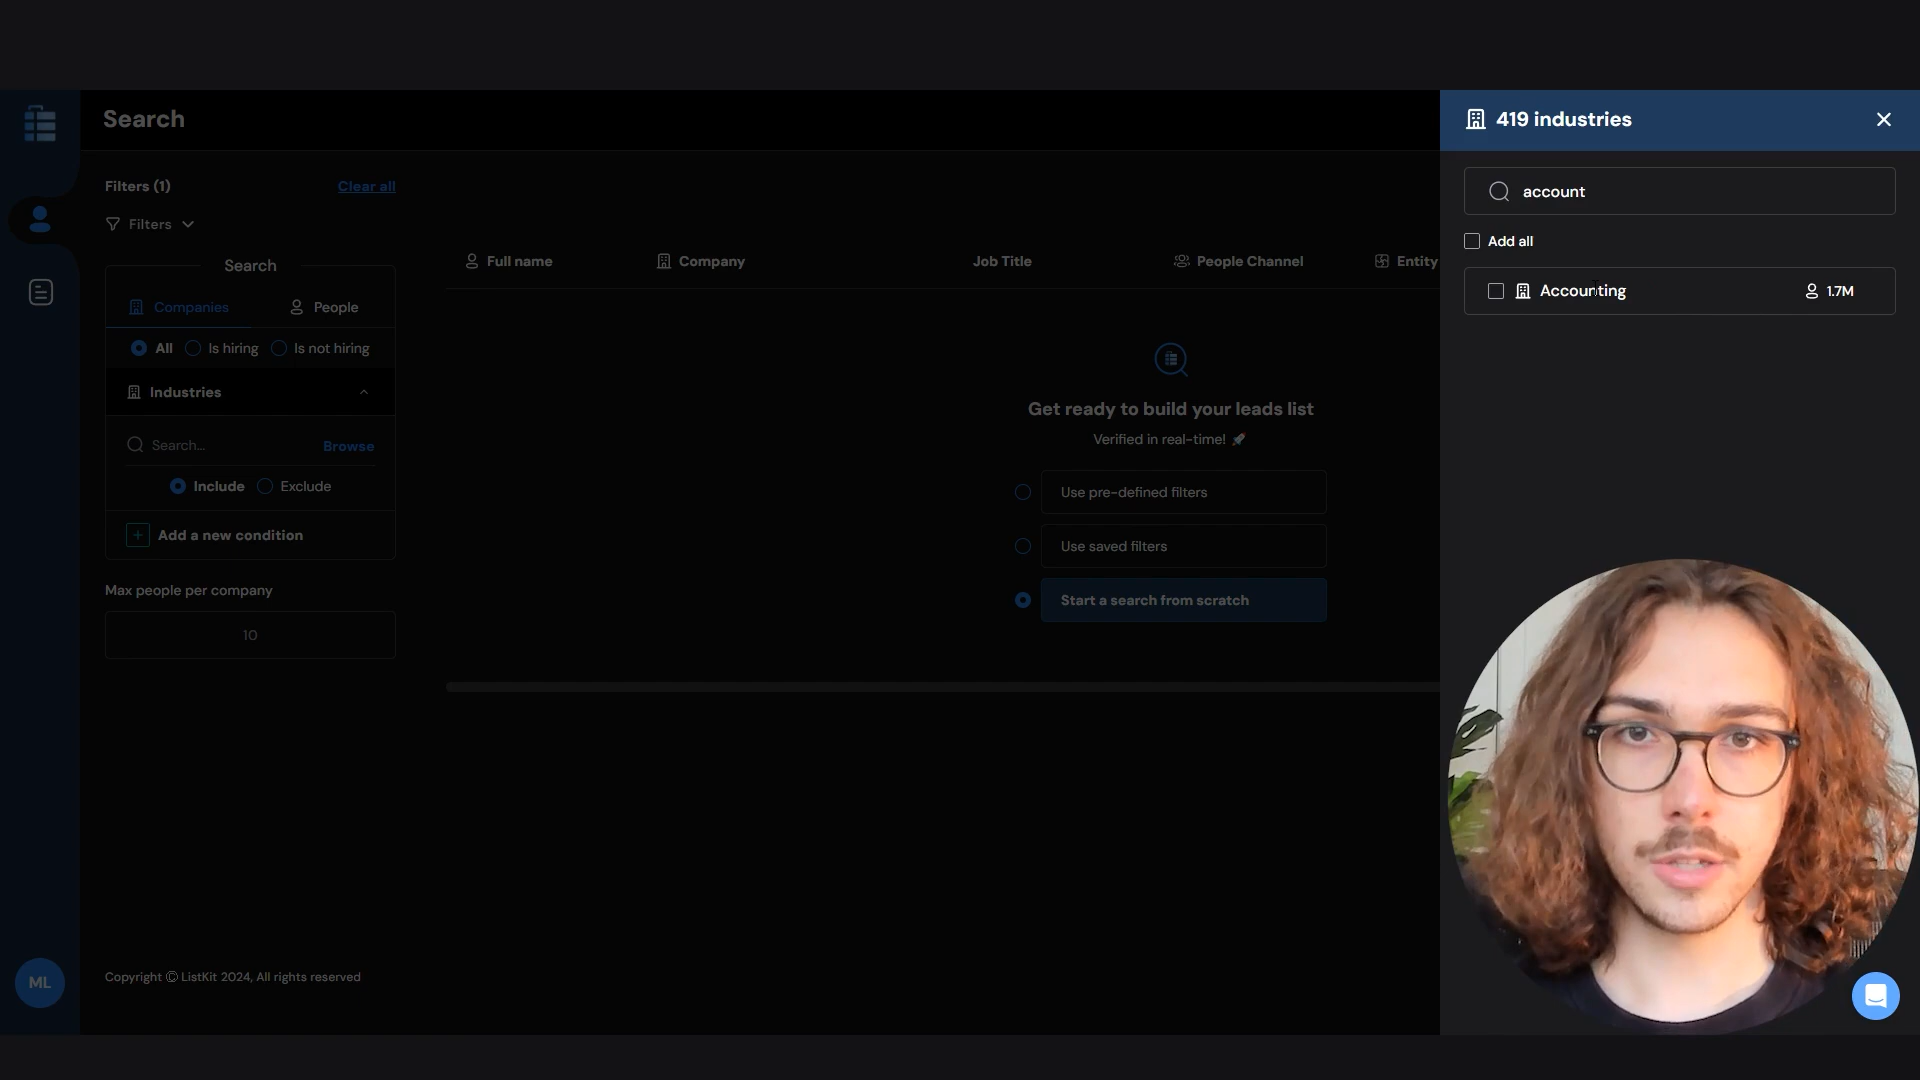 Search
419 industries
Filters (1)
Clear all
account
Filters
Add all
Search
Full name
Company
Job Title
People Channel
Entity
Accounting
1.7M
Companies
People
All
Is hiring
Is not hiring
Industries
Get ready to build your leads list
Verified in real-time! 🚀
Search...
Browse
Include
Exclude
Use pre-defined filters
Add a new condition
Use saved filters
Max people per company
Start a search from scratch
10
ML
Copyright © ListKit 2024, All rights reserved